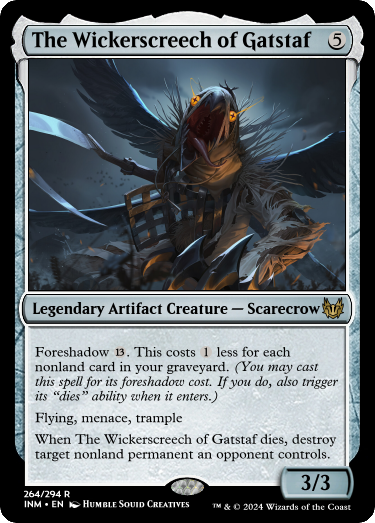 The Wickerscreech of Gatstaf 5
Legendary Artifact Creature — Scarecrow
Foreshadow 13. This costs 1 less for each
nonland card in your graveyard. (You may cast
this spell for its foreshadow cost. If you do, also trigger
its “dies” ability when it enters.)
Flying, menace, trample
When The Wickerscreech of Gatstaf dies, destroy
target nonland permanent an opponent controls.
3/3
264/294 R
INM • EN Humble Squid Creatives
™ & © 2024 Wizards of the Coast